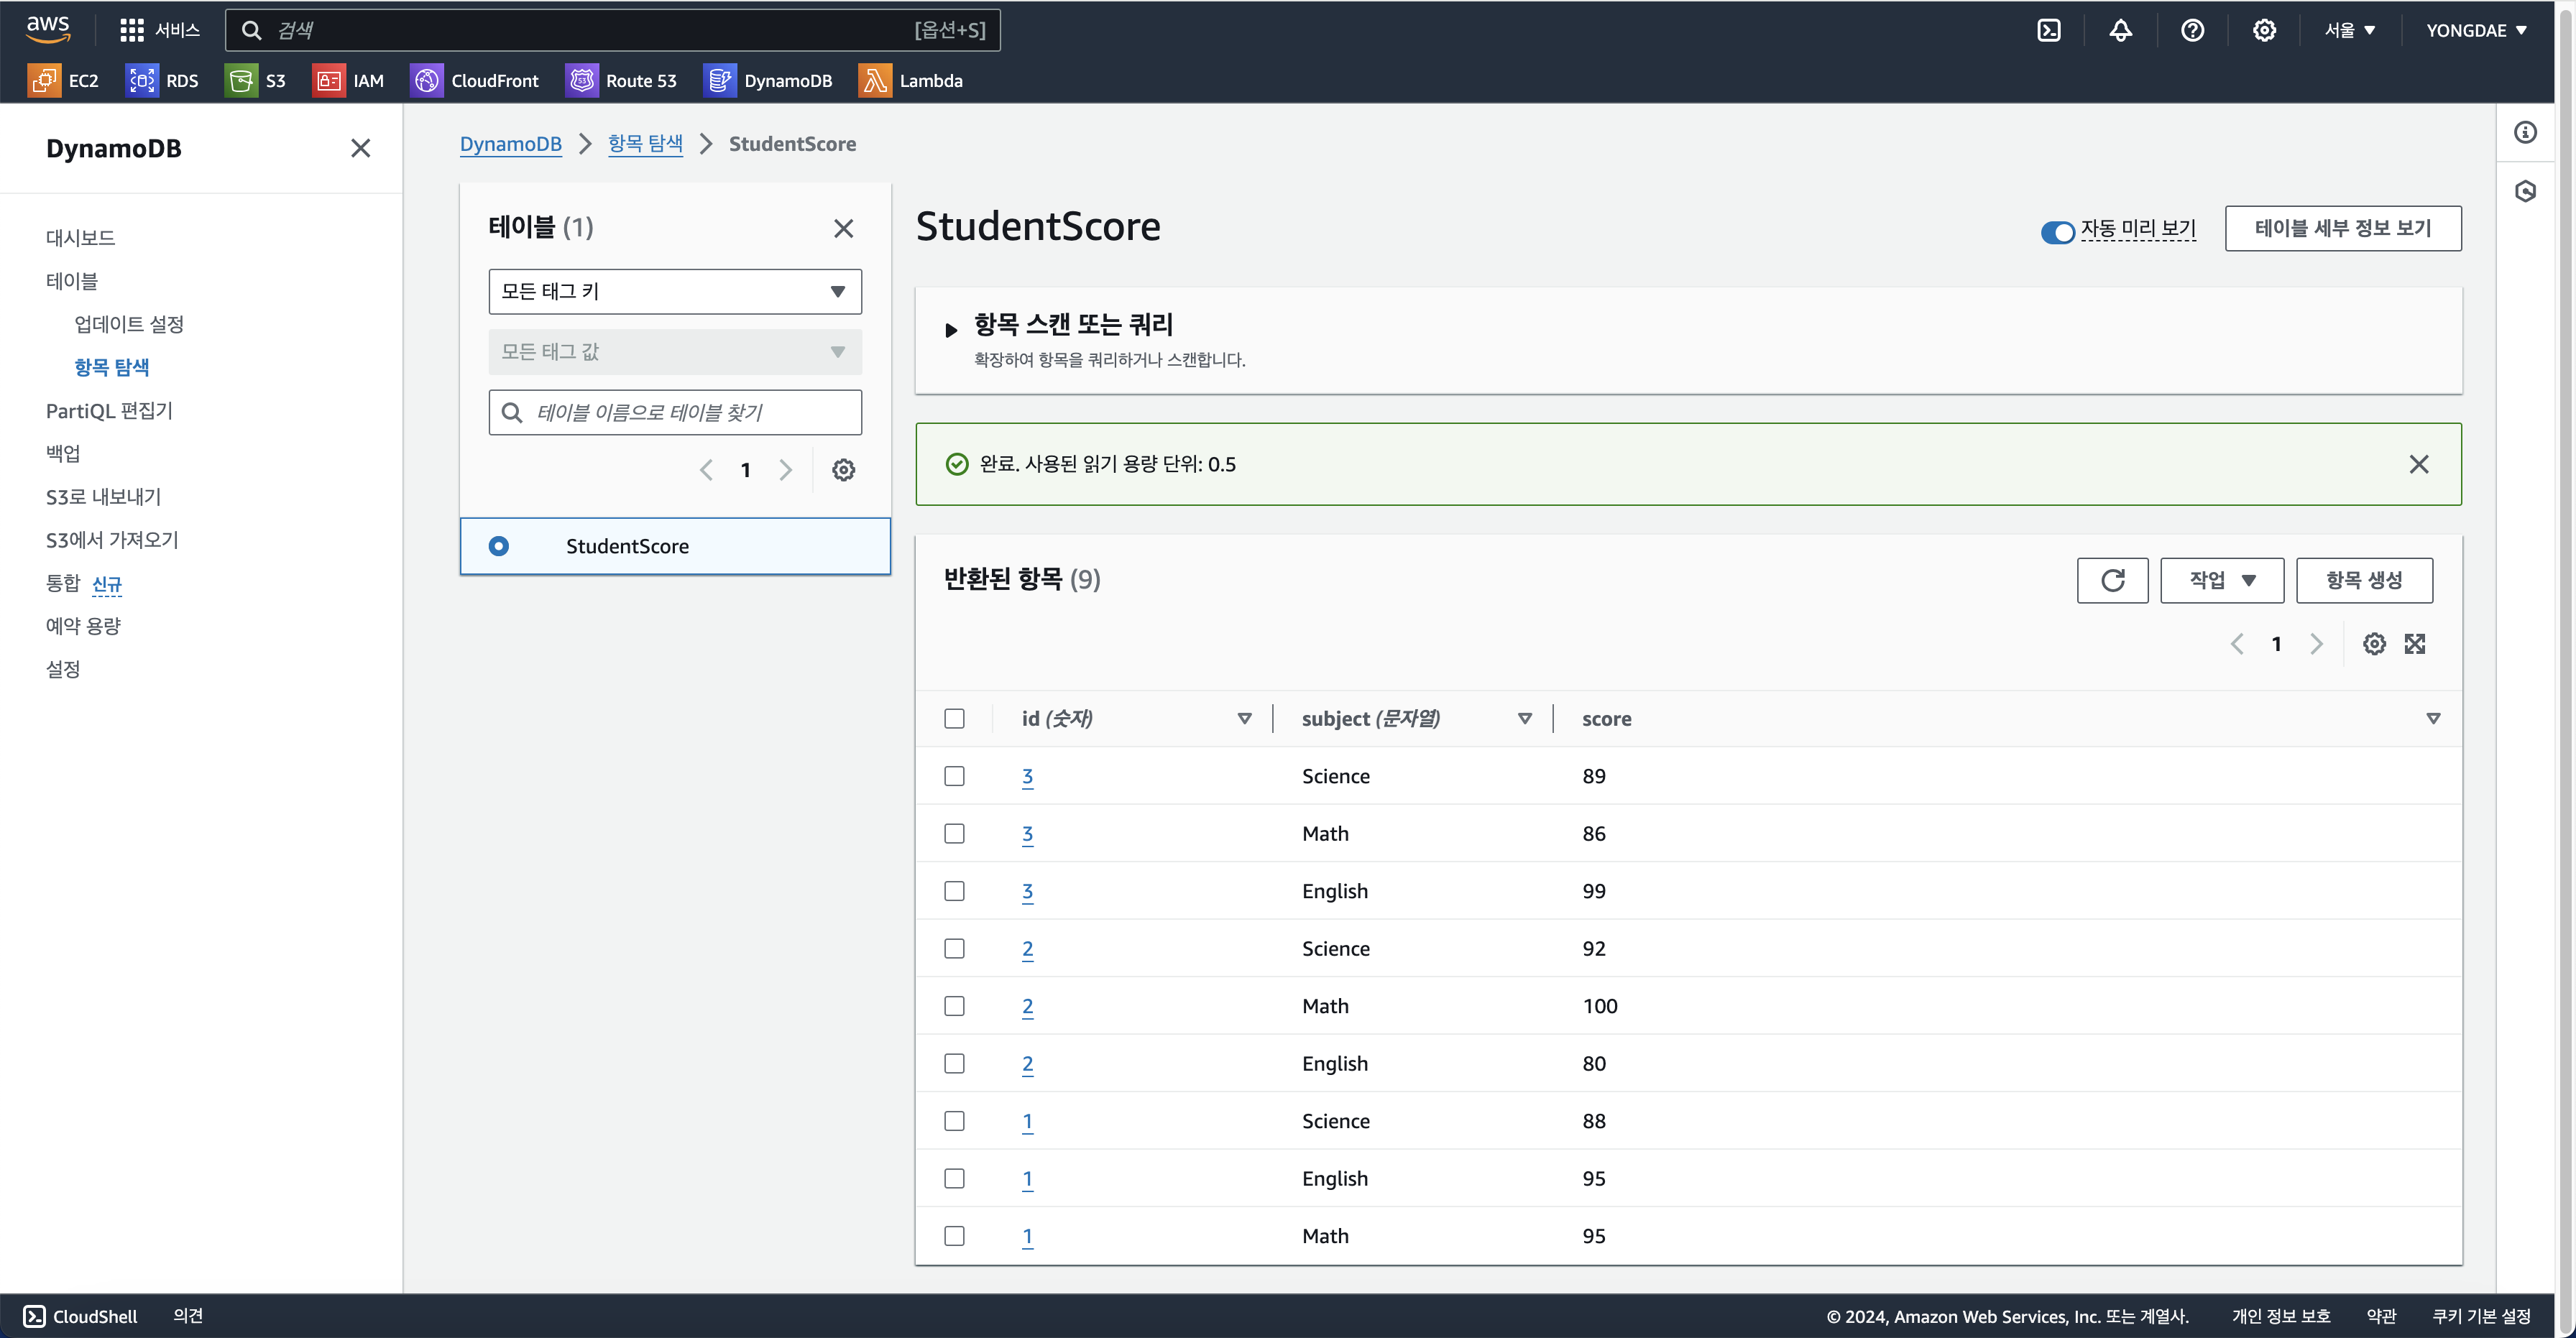 aws 서비스 검색 [옵션+S] 서울 YONGDAE
EC2 RDS S3 IAM CloudFront Route 53 DynamoDB Lambda
DynamoDB
대시보드
테이블
업데이트 설정
항목 탐색
PartiQL 편집기
백업
S3로 내보내기
S3에서 가져오기
통합 신규
예약 용량
설정
DynamoDB 항목 탐색 StudentScore
테이블 (1)
모든 태그 키
모든 태그 값
테이블 이름으로 테이블 찾기
1
StudentScore
StudentScore
자동 미리 보기 테이블 세부 정보 보기
항목 스캔 또는 쿼리
확장하여 항목을 쿼리하거나 스캔합니다.
완료. 사용된 읽기 용량 단위: 0.5
반환된 항목 (9) 작업 항목 생성
1
id (숫자) subject (문자열) score
3 Science 89
3 Math 86
3 English 99
2 Science 92
2 Math 100
2 English 80
1 Science 88
1 English 95
1 Math 95
CloudShell 의견 © 2024, Amazon Web Services, Inc. 또는 계열사. 개인 정보 보호 약관 쿠키 기본 설정